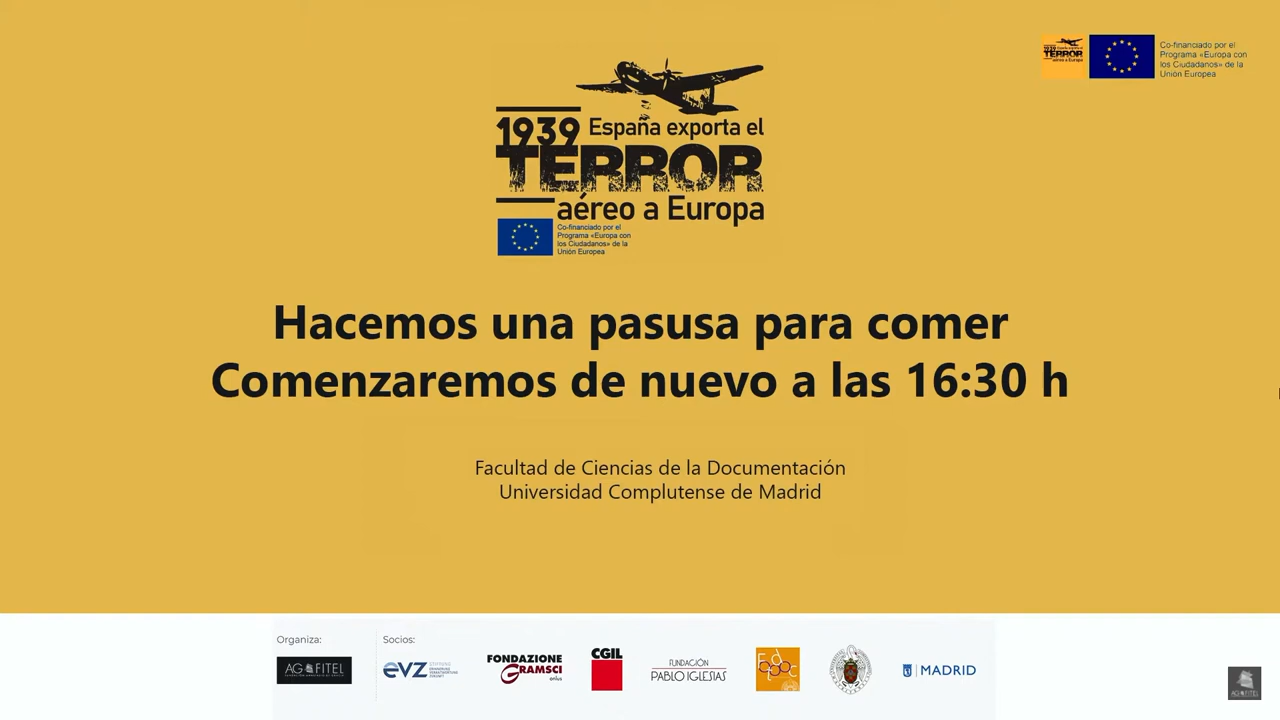 Co-financiado por el
Programa «Europa con
los Ciudadanos» de la
Unión Europea
1939 España exporta el
TERROR
aéreo a Europa
Co-financiado por el
Programa «Europa con
los Ciudadanos» de la
Unión Europea
Hacemos una pasusa para comer
Comenzaremos de nuevo a las 16:30 h
Facultad de Ciencias de la Documentación
Universidad Complutense de Madrid
Organiza:
Socios:
AGFITEL
EVZ
STIFTUNG
FONDAZIONE
GRAMSCI
onlus
CGIL
FUNDACIÓN
PABLO IGLESIAS
MADRID